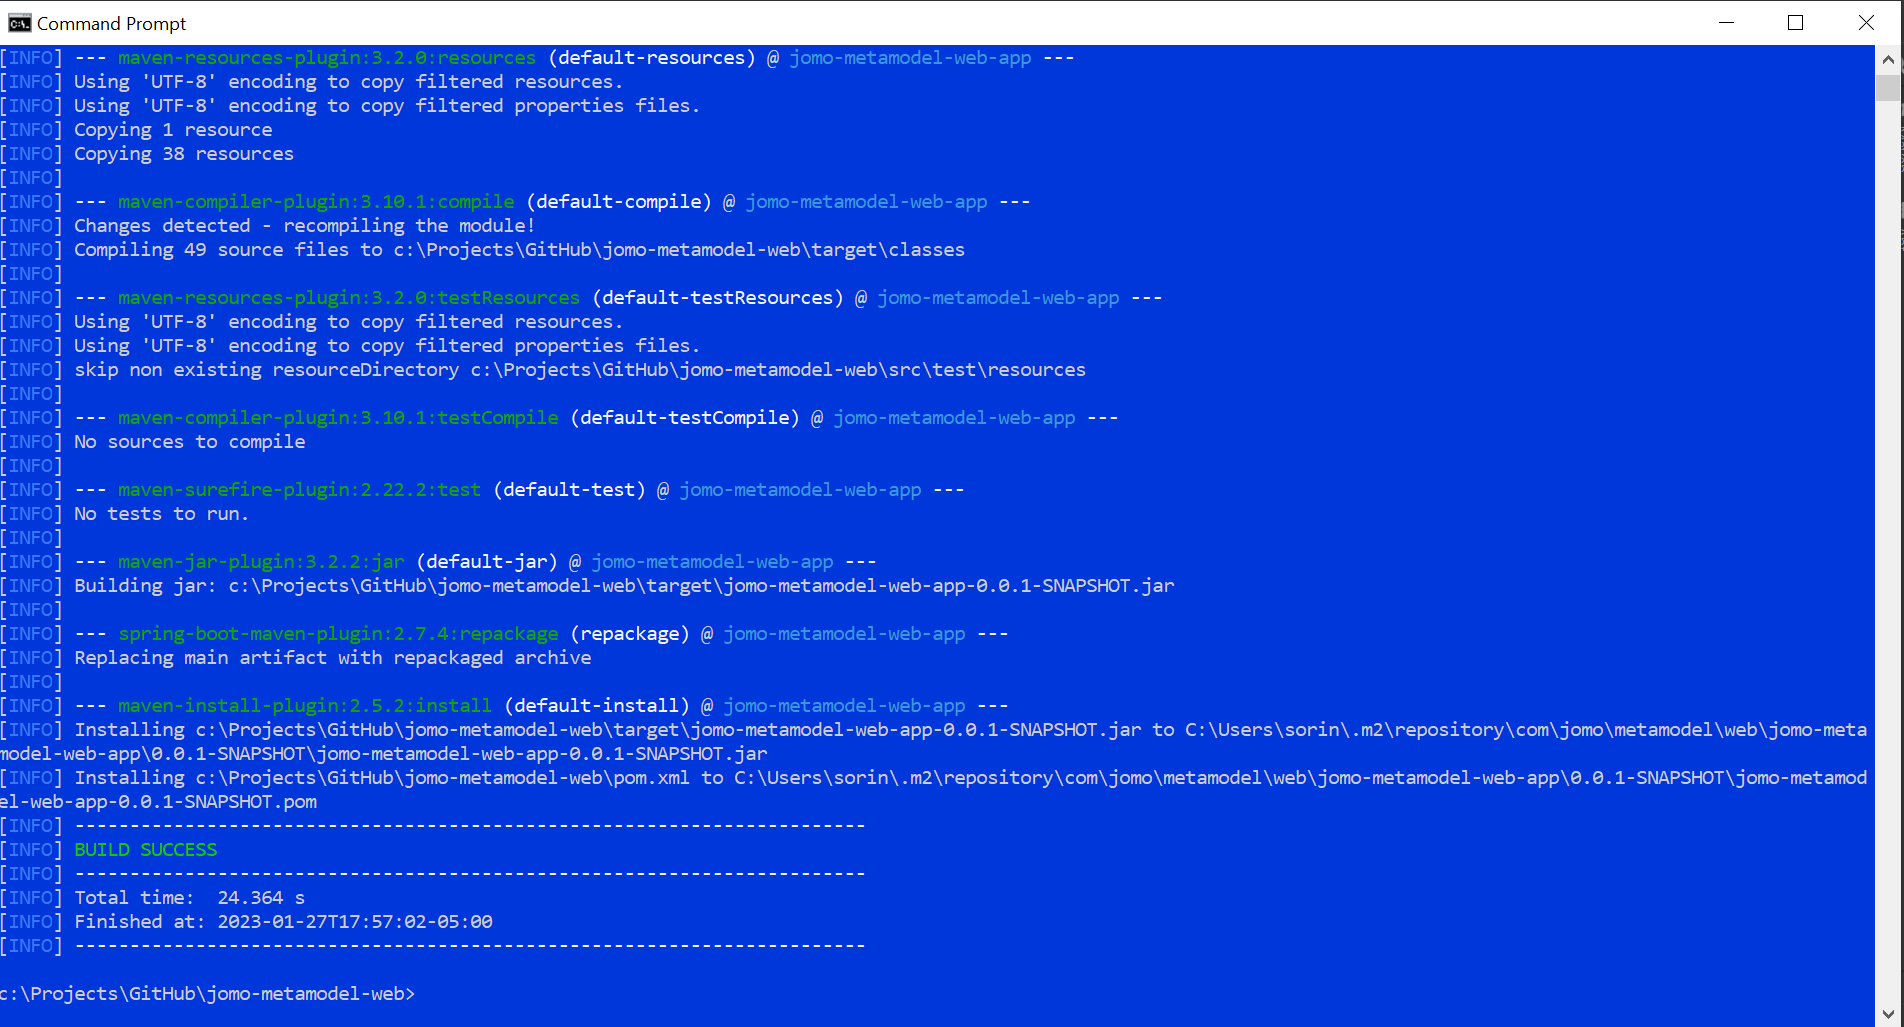 Command Prompt
[INFO] --- maven-resources-plugin:3.2.0:resources (default-resources) @ jomo-metamodel-web-app ---
[INFO] Using 'UTF-8' encoding to copy filtered resources.
[INFO] Using 'UTF-8' encoding to copy filtered properties files.
[INFO] Copying 1 resource
[INFO] Copying 38 resources
[INFO]
[INFO] --- maven-compiler-plugin:3.10.1:compile (default-compile) @ jomo-metamodel-web-app ---
[INFO] Changes detected - recompiling the module!
[INFO] Compiling 49 source files to c:\Projects\GitHub\jomo-metamodel-web\target\classes
[INFO]
[INFO] --- maven-resources-plugin:3.2.0:testResources (default-testResources) @ jomo-metamodel-web-app ---
[INFO] Using 'UTF-8' encoding to copy filtered resources.
[INFO] Using 'UTF-8' encoding to copy filtered properties files.
[INFO] skip non existing resourceDirectory c:\Projects\GitHub\jomo-metamodel-web\src\test\resources
[INFO]
[INFO] --- maven-compiler-plugin:3.10.1:testCompile (default-testCompile) @ jomo-metamodel-web-app ---
[INFO] No sources to compile
[INFO]
[INFO] --- maven-surefire-plugin:2.22.2:test (default-test) @ jomo-metamodel-web-app ---
[INFO] No tests to run.
[INFO]
[INFO] --- maven-jar-plugin:3.2.2:jar (default-jar) @ jomo-metamodel-web-app ---
[INFO] Building jar: c:\Projects\GitHub\jomo-metamodel-web\target\jomo-metamodel-web-app-0.0.1-SNAPSHOT.jar
[INFO]
[INFO] --- spring-boot-maven-plugin:2.7.4:repackage (repackage) @ jomo-metamodel-web-app ---
[INFO] Replacing main artifact with repackaged archive
[INFO]
[INFO] --- maven-install-plugin:2.5.2:install (default-install) @ jomo-metamodel-web-app ---
[INFO] Installing c:\Projects\GitHub\jomo-metamodel-web\target\jomo-metamodel-web-app-0.0.1-SNAPSHOT.jar to C:\Users\sorin\.m2\repository\com\jomo\metamodel\web\jomo-meta
model-web-app\0.0.1-SNAPSHOT\jomo-metamodel-web-app-0.0.1-SNAPSHOT.jar
[INFO] Installing c:\Projects\GitHub\jomo-metamodel-web\pom.xml to C:\Users\sorin\.m2\repository\com\jomo\metamodel\web\jomo-metamodel-web-app\0.0.1-SNAPSHOT\jomo-metamod
el-web-app-0.0.1-SNAPSHOT.pom
[INFO] ------------------------------------------------------------------------
[INFO] BUILD SUCCESS
[INFO] ------------------------------------------------------------------------
[INFO] Total time:  24.364 s
[INFO] Finished at: 2023-01-27T17:57:02-05:00
[INFO] ------------------------------------------------------------------------
c:\Projects\GitHub\jomo-metamodel-web>